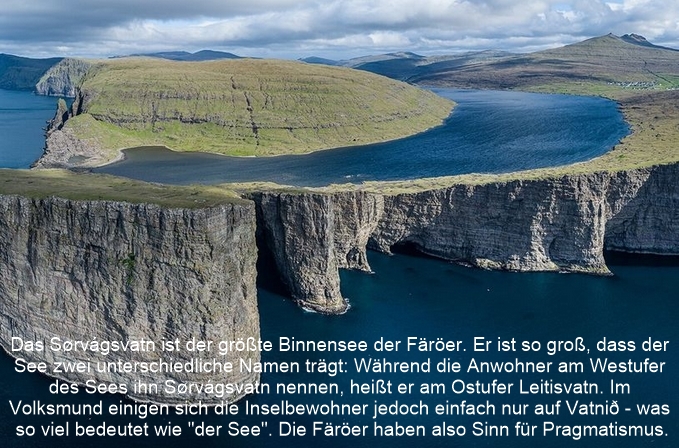 Das Sørvágsvatn ist der größte Binnensee der Färöer. Er ist so groß, dass der
See zwei unterschiedliche Namen trägt: Während die Anwohner am Westufer
des Sees ihn Sørvágsvatn nennen, heißt er am Ostufer Leitisvatn. Im
Volksmund einigen sich die Inselbewohner jedoch einfach nur auf Vatnið - was
so viel bedeutet wie "der See". Die Färöer haben also Sinn für Pragmatismus.